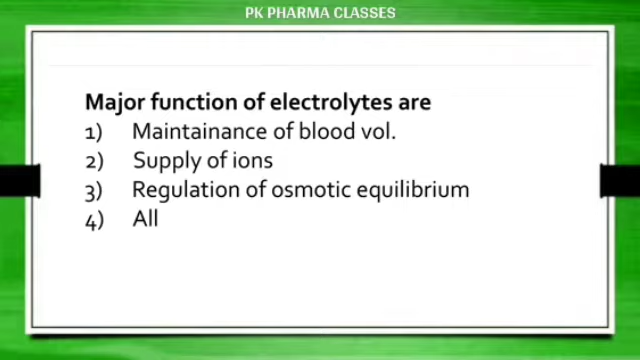 PK PHARMA CLASSES
Major function of electrolytes are
1) Maintainance of blood vol.
2) Supply of ions
3) Regulation of osmotic equilibrium
4) All